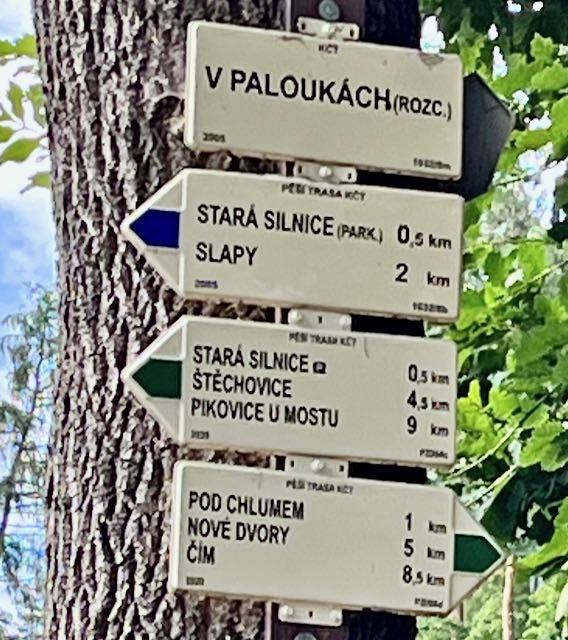 KČT
V PALOUKÁCH (ROZC.)
2005
PĚŠÍ TRASA KČT
STARÁ SILNICE (PARK.) 0,5 km
SLAPY 2 km
2005
PĚŠÍ TRASA KČT
STARÁ SILNICE P 0,5 km
ŠTĚCHOVICE 4,5 km
PIKOVICE U MOSTU 9 km
PĚŠÍ TRASA KČT
POD CHLUMEM 1 km
NOVÉ DVORY 5 km
ČÍM 8,5 km